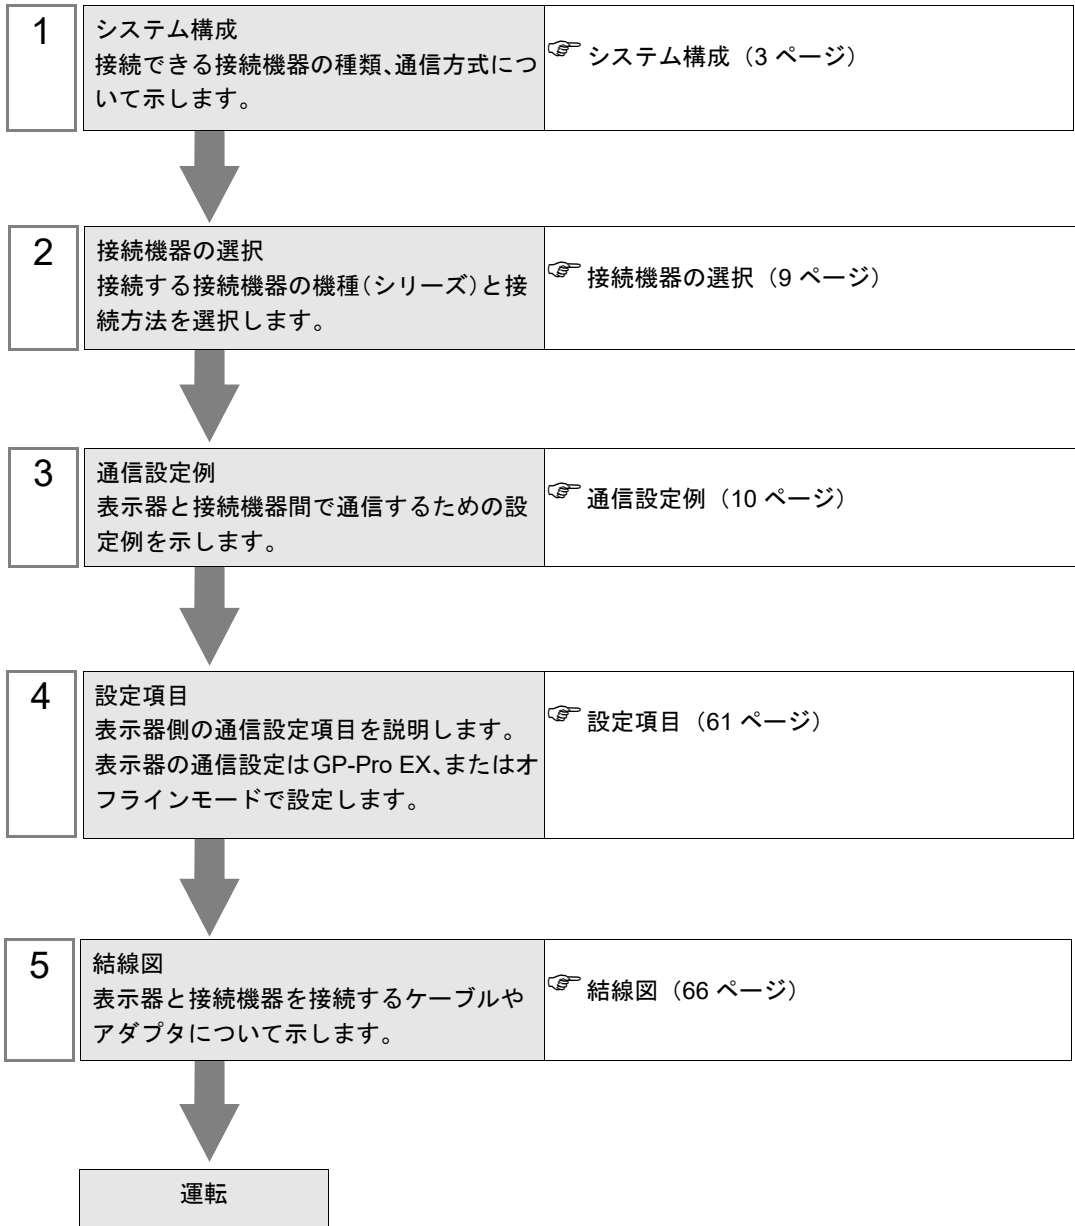 1
システム構成
接続できる接続機器の種類、通信方式につ
いて示します。
☞ システム構成（3 ページ）
2
接続機器の選択
接続する接続機器の機種（シリーズ）と接
続方法を選択します。
☞ 接続機器の選択（9 ページ）
3
通信設定例
表示器と接続機器間で通信するための設
定例を示します。
☞ 通信設定例（10 ページ）
4
設定項目
表示器側の通信設定項目を説明します。
表示器の通信設定はGP-Pro EX、またはオ
フラインモードで設定します。
☞ 設定項目（61 ページ）
5
結線図
表示器と接続機器を接続するケーブルや
アダプタについて示します。
☞ 結線図（66 ページ）
運転